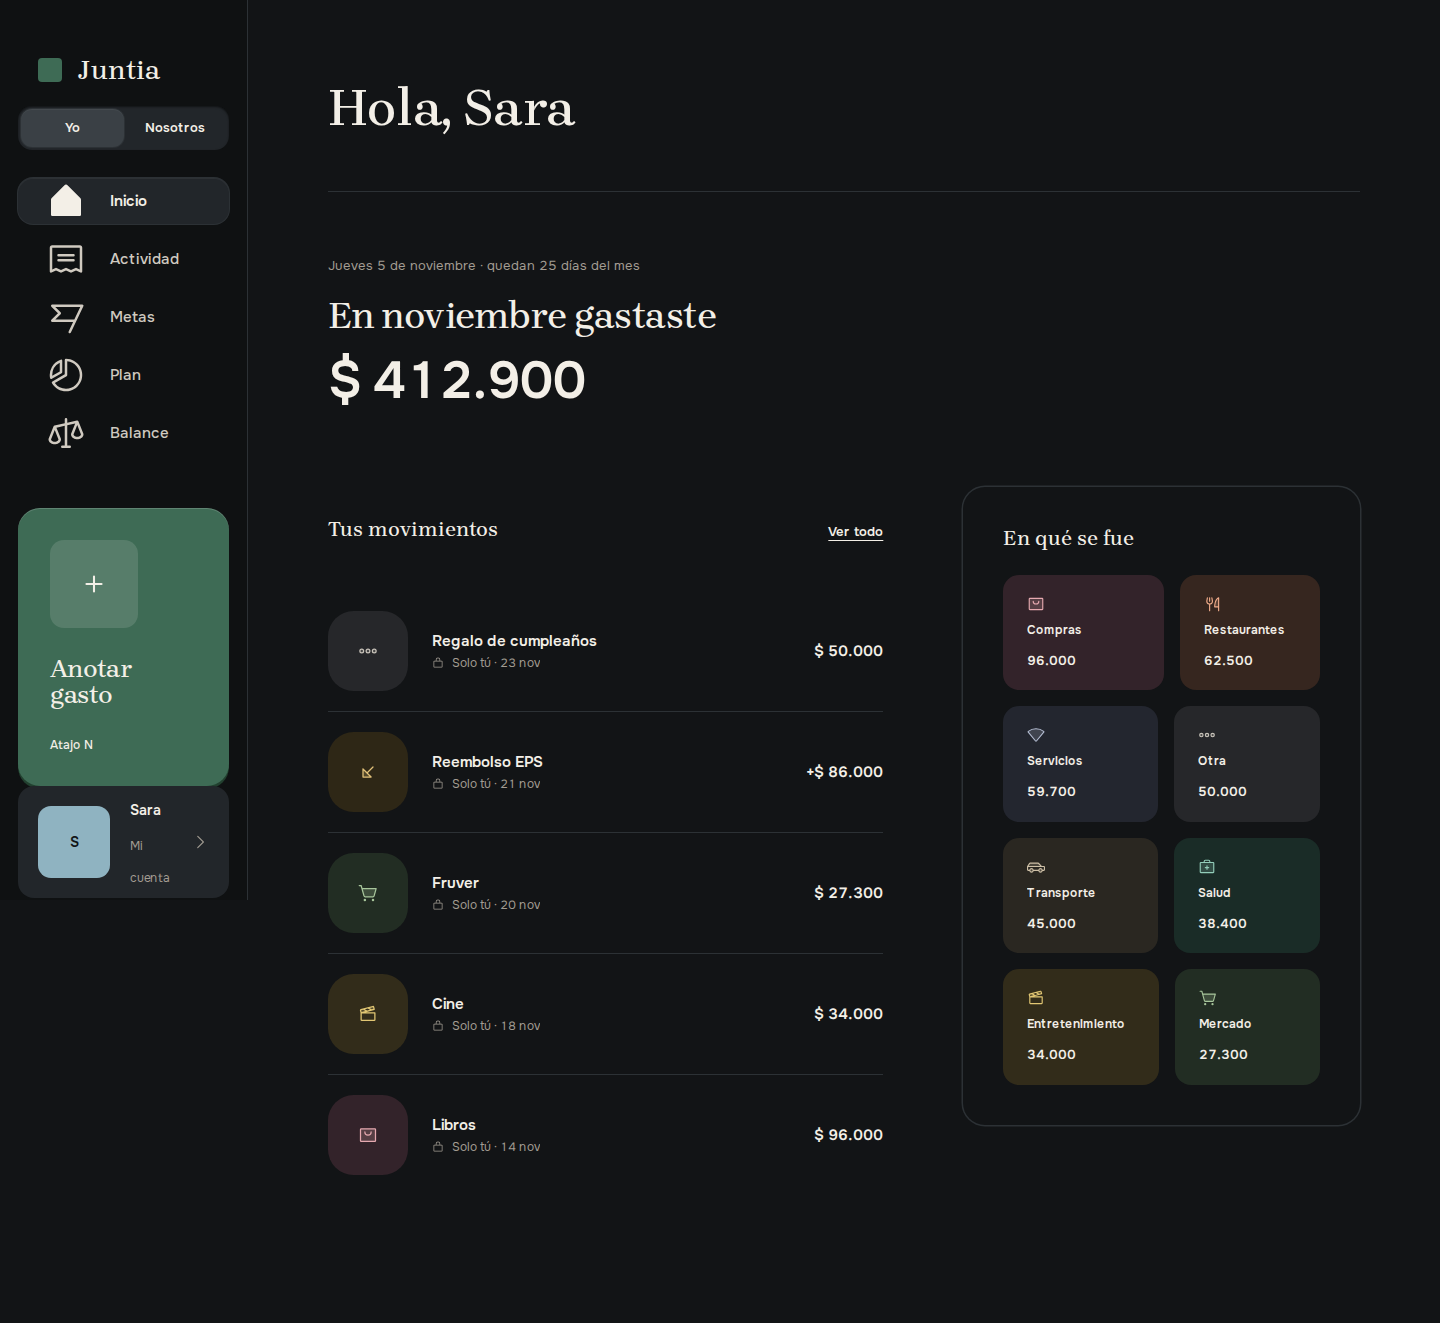 Juntia
Yo
Nosotros
Inicio
Actividad
Metas
Plan
Balance
Anotar
gasto
Atajo N
S
Sara
Mi
cuenta
Hola, Sara
Jueves 5 de noviembre · quedan 25 días del mes
En noviembre gastaste
$ 412.900
Tus movimientos
Ver todo
Regalo de cumpleaños
Solo tú · 23 nov
$ 50.000
Reembolso EPS
Solo tú · 21 nov
+$ 86.000
Fruver
Solo tú · 20 nov
$ 27.300
Cine
Solo tú · 18 nov
$ 34.000
Libros
Solo tú · 14 nov
$ 96.000
En qué se fue
Compras
96.000
Restaurantes
62.500
Servicios
59.700
Otra
50.000
Transporte
45.000
Salud
38.400
Entretenimiento
34.000
Mercado
27.300